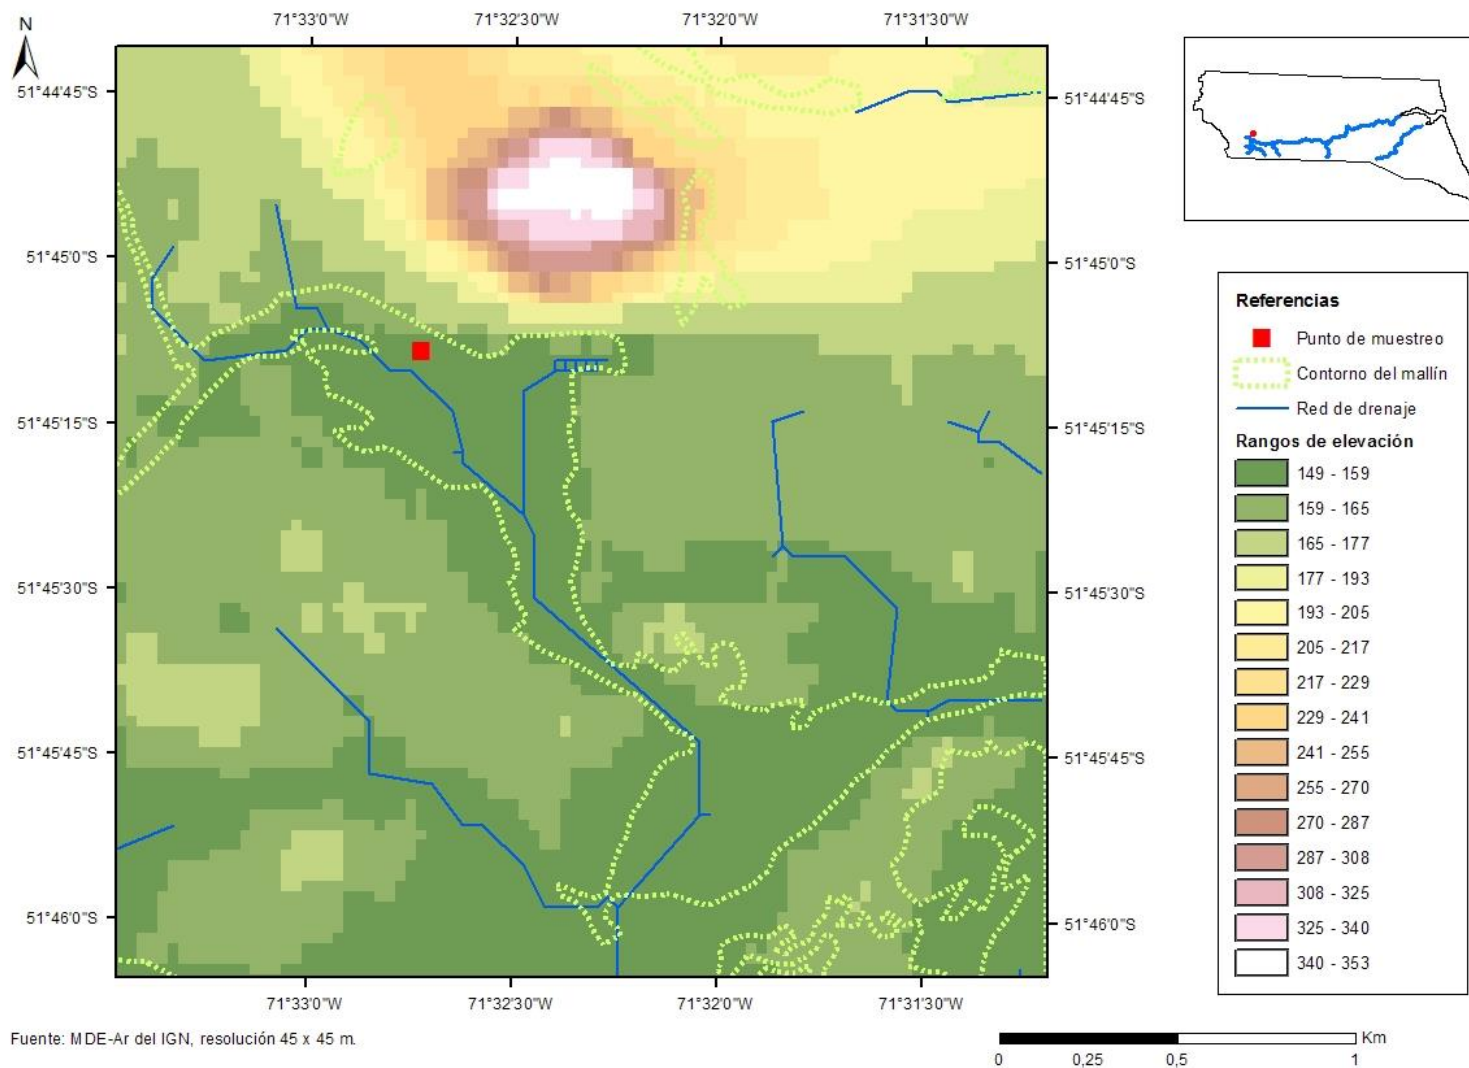 N
71°33'0"W
71°32'30"W
71°32'0"W
71°31'30"W
51°44'45"S
51°44'45"S
51°45'0"S
51°45'0"S
51°45'15"S
51°45'15"S
51°45'30"S
51°45'30"S
51°45'45"S
51°45'45"S
51°46'0"S
51°46'0"S
71°33'0"W
71°32'30"W
71°32'0"W
71°31'30"W
Referencias
Punto de muestreo
Contorno del mallín
Red de drenaje
Rangos de elevación
149 - 159
159 - 165
165 - 177
177 - 193
193 - 205
205 - 217
217 - 229
229 - 241
241 - 255
255 - 270
270 - 287
287 - 308
308 - 325
325 - 340
340 - 353
Fuente: MDE-Ar del IGN, resolución 45 x 45 m.
Km
0 0,25 0,5 1